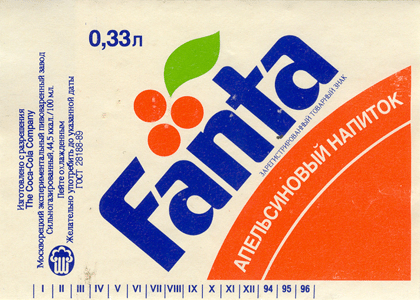 0,33л
Fanta
ЗАРЕГИСТРИРОВАННЫЙ ТОВАРНЫЙ ЗНАК
АПЕЛЬСИНОВЫЙ НАПИТОК
Изготовлено с разрешения
The Coca-Cola Company
Москворецкий экспериментальный пивоваренный завод
Сильногазированный, 44,5 ккал./100 мл.
Пейте охлажденным
Желательно употребить до указанной даты
ГОСТ 28188-89
I II III IV V VI VII VIII IX X XI XII 94 95 96